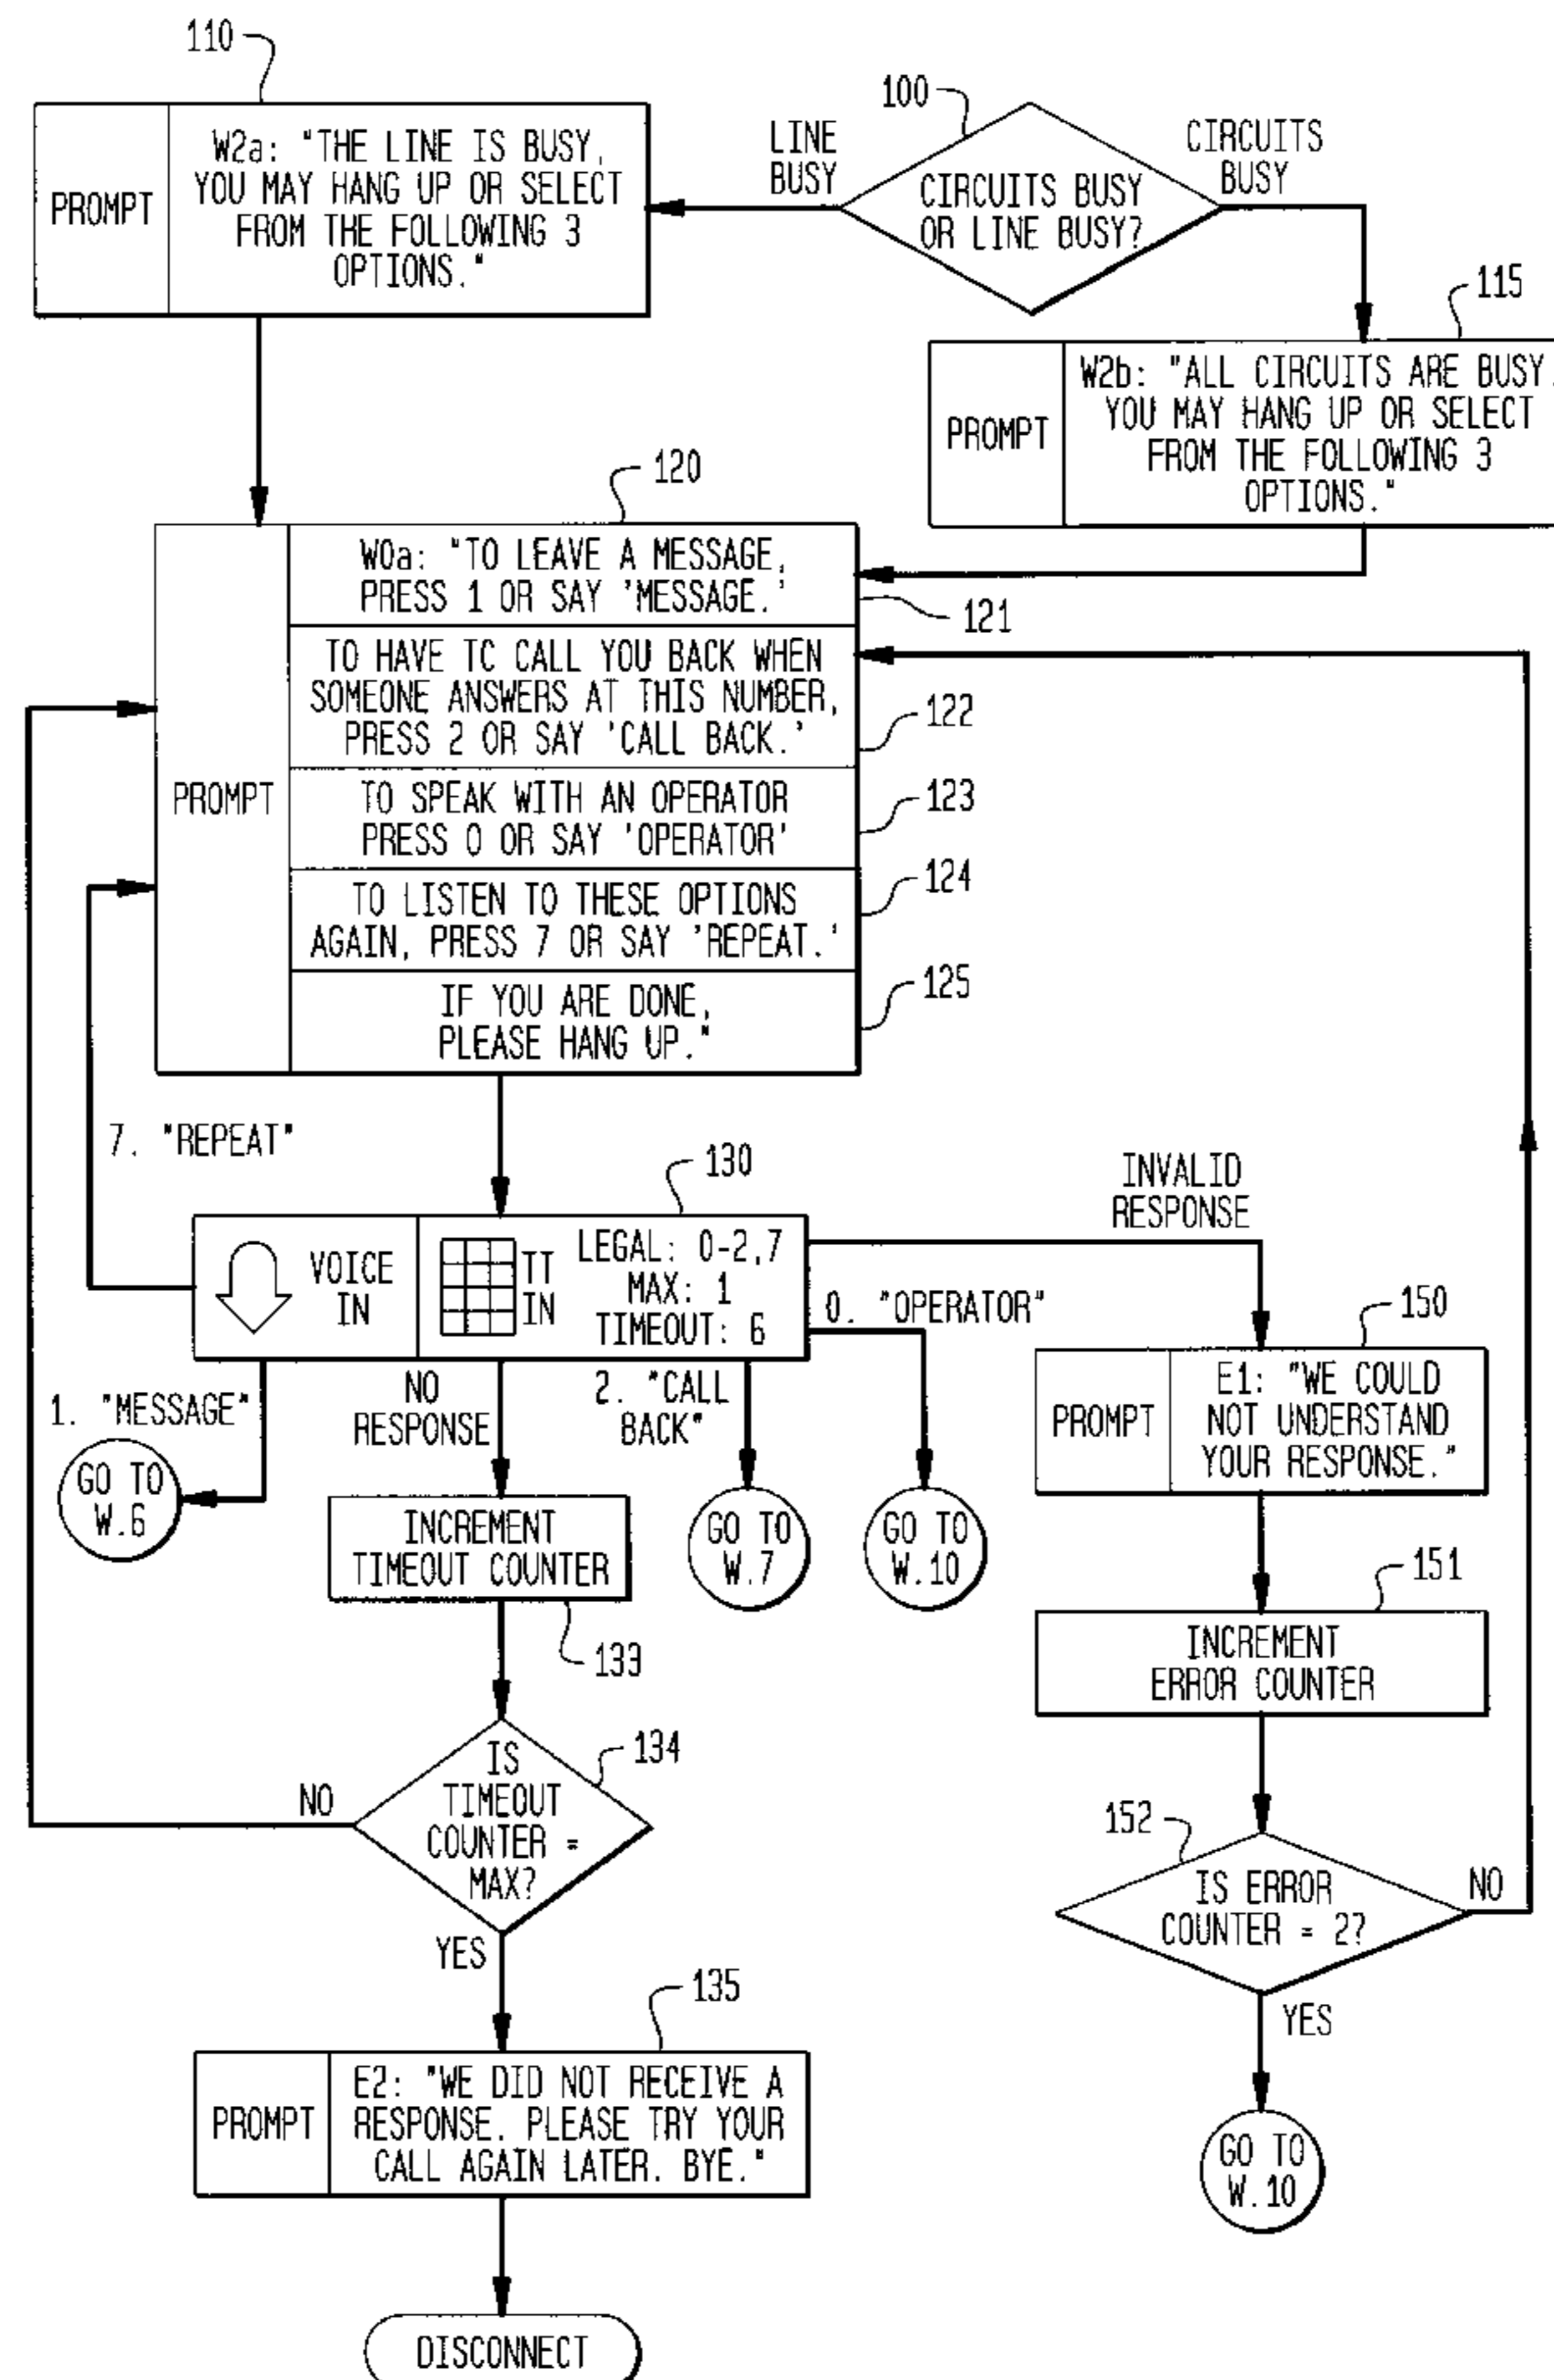 110
PROMPT
W2a: "THE LINE IS BUSY,
YOU MAY HANG UP OR SELECT
FROM THE FOLLOWING 3
OPTIONS."
LINE
BUSY
100
CIRCUITS BUSY
OR LINE BUSY?
CIRCUITS
BUSY
115
PROMPT
W2b: "ALL CIRCUITS ARE BUSY,
YOU MAY HANG UP OR SELECT
FROM THE FOLLOWING 3
OPTIONS."
120
PROMPT
W0a: "TO LEAVE A MESSAGE,
PRESS 1 OR SAY 'MESSAGE.'
121
TO HAVE TC CALL YOU BACK WHEN
SOMEONE ANSWERS AT THIS NUMBER,
PRESS 2 OR SAY 'CALL BACK.'
122
TO SPEAK WITH AN OPERATOR
PRESS 0 OR SAY 'OPERATOR'
123
TO LISTEN TO THESE OPTIONS
AGAIN, PRESS 7 OR SAY 'REPEAT.'
124
IF YOU ARE DONE,
PLEASE HANG UP."
125
7. "REPEAT"
130
VOICE
IN
TT
IN
LEGAL: 0-2,7
MAX: 1
TIMEOUT: 6
INVALID
RESPONSE
0. "OPERATOR"
1. "MESSAGE"
GO TO
W.6
NO
RESPONSE
2. "CALL
BACK"
GO TO
W.7
GO TO
W.10
150
PROMPT
E1: "WE COULD
NOT UNDERSTAND
YOUR RESPONSE."
INCREMENT
TIMEOUT COUNTER
133
151
INCREMENT
ERROR COUNTER
134
IS
TIMEOUT
COUNTER =
MAX?
NO
YES
152
IS ERROR
COUNTER = 2?
NO
YES
GO TO
W.10
135
PROMPT
E2: "WE DID NOT RECEIVE A
RESPONSE. PLEASE TRY YOUR
CALL AGAIN LATER. BYE."
DISCONNECT